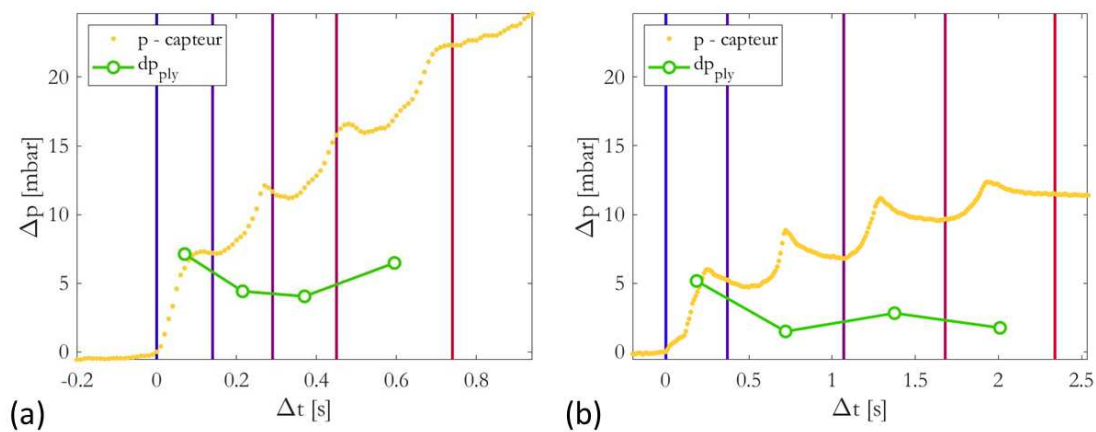 p - capteur
dp_ply
20
15
10
5
0
Δp [mbar]
-0.2 0 0.2 0.4 0.6 0.8
Δt [s]
(a)
p - capteur
dp_ply
20
15
10
5
0
Δp [mbar]
0 0.5 1 1.5 2 2.5
Δt [s]
(b)